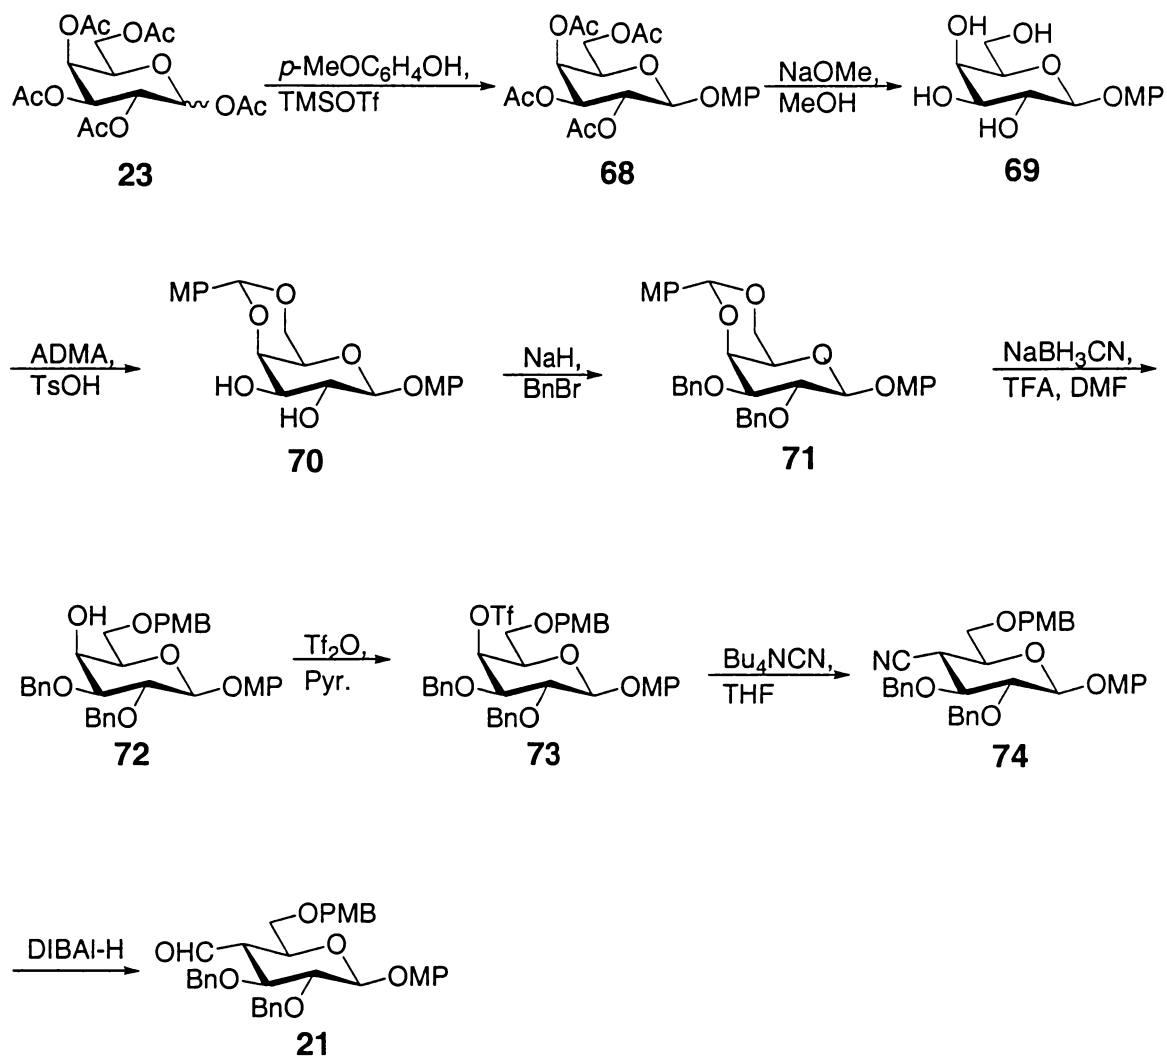 OAc OAc OAc OAc OH OH
p-MeOC6H4OH, NaOMe,
AcO O OAc TMSOTf AcO O OMP MeOH HO O OMP
AcO AcO HO
23 68 69
MP O O MP O O
ADMA, O NaH, O NaBH3CN,
TsOH HO OMP BnBr BnO OMP TFA, DMF
HO BnO
70 71
OH OPMB OTf OPMB OPMB
O Tf2O, O Bu4NCN, NC O
BnO OMP Pyr. BnO OMP THF BnO OMP
BnO BnO BnO
72 73 74
OPMB
DIBAl-H OHC O
BnO OMP
BnO
21